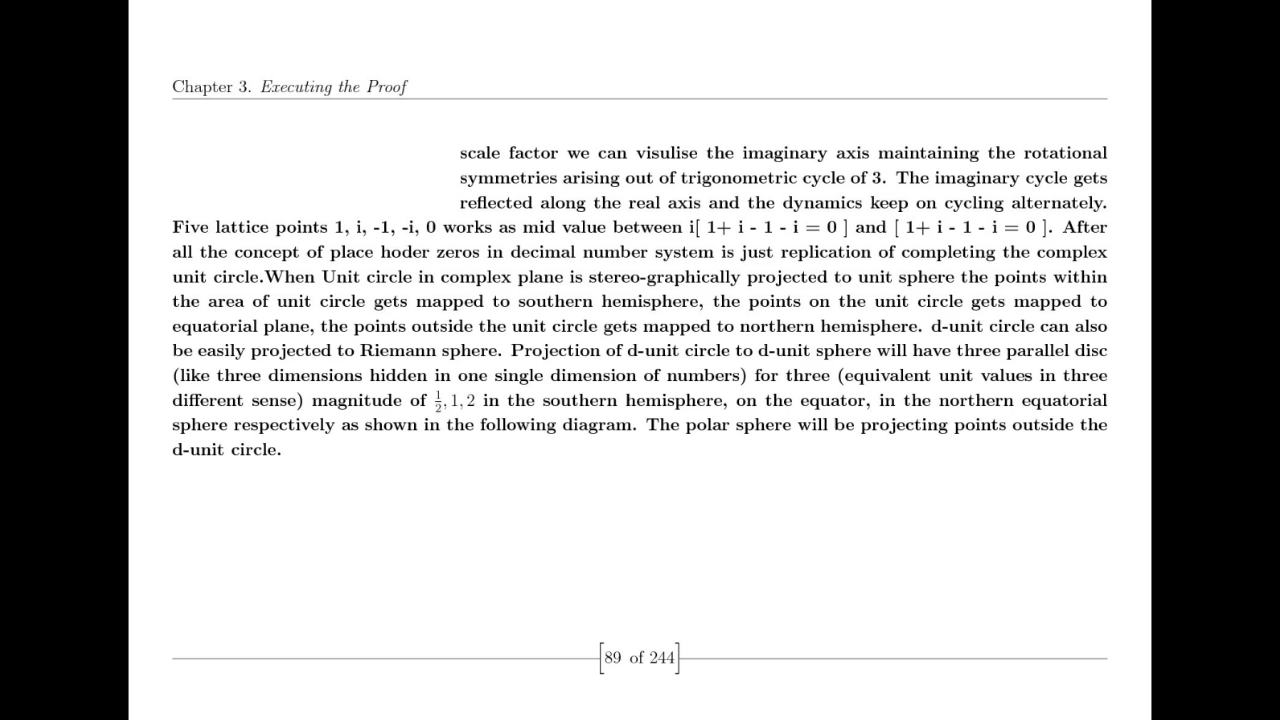 Chapter 3. Executing the Proof
scale factor we can visulise the imaginary axis maintaining the rotational
symmetries arising out of trigonometric cycle of 3. The imaginary cycle gets
reflected along the real axis and the dynamics keep on cycling alternately.
Five lattice points 1, i, -1, -i, 0 works as mid value between i[ 1+ i - 1 - i = 0 ] and [ 1+ i - 1 - i = 0 ]. After
all the concept of place hoder zeros in decimal number system is just replication of completing the complex
unit circle.When Unit circle in complex plane is stereo-graphically projected to unit sphere the points within
the area of unit circle gets mapped to southern hemisphere, the points on the unit circle gets mapped to
equatorial plane, the points outside the unit circle gets mapped to northern hemisphere. d-unit circle can also
be easily projected to Riemann sphere. Projection of d-unit circle to d-unit sphere will have three parallel disc
(like three dimensions hidden in one single dimension of numbers) for three (equivalent unit values in three
different sense) magnitude of 1/2, 1, 2 in the southern hemisphere, on the equator, in the northern equatorial
sphere respectively as shown in the following diagram. The polar sphere will be projecting points outside the
d-unit circle.
[89 of 244]